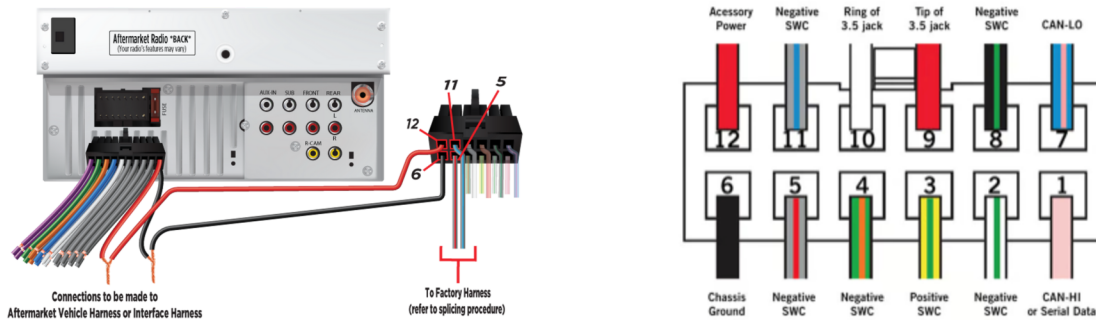 Aftermarket Radio *BACK*
(Your radio's features may vary)
AUX-IN SUB FRONT REAR
ANTENNA
FUSE
L
R
R-CAM
11
5
12
6
Connections to be made to
Aftermarket Vehicle Harness or Interface Harness
To Factory Harness
(refer to splicing procedure)
Acessory
Power
Negative
SWC
Ring of
3.5 jack
Tip of
3.5 jack
Negative
SWC
CAN-LO
12 11 10 9 8 7
6 5 4 3 2 1
Chassis
Ground
Negative
SWC
Negative
SWC
Positive
SWC
Negative
SWC
CAN-HI
or Serial Data